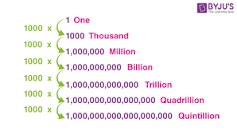 BYJU'S
The Learning App
1 One
1000 x
1000 Thousand
1000 x
1,000,000 Million
1000 x
1,000,000,000 Billion
1000 x
1,000,000,000,000 Trillion
1000 x
1,000,000,000,000,000 Quadrillion
1000 x
1,000,000,000,000,000,000 Quintillion